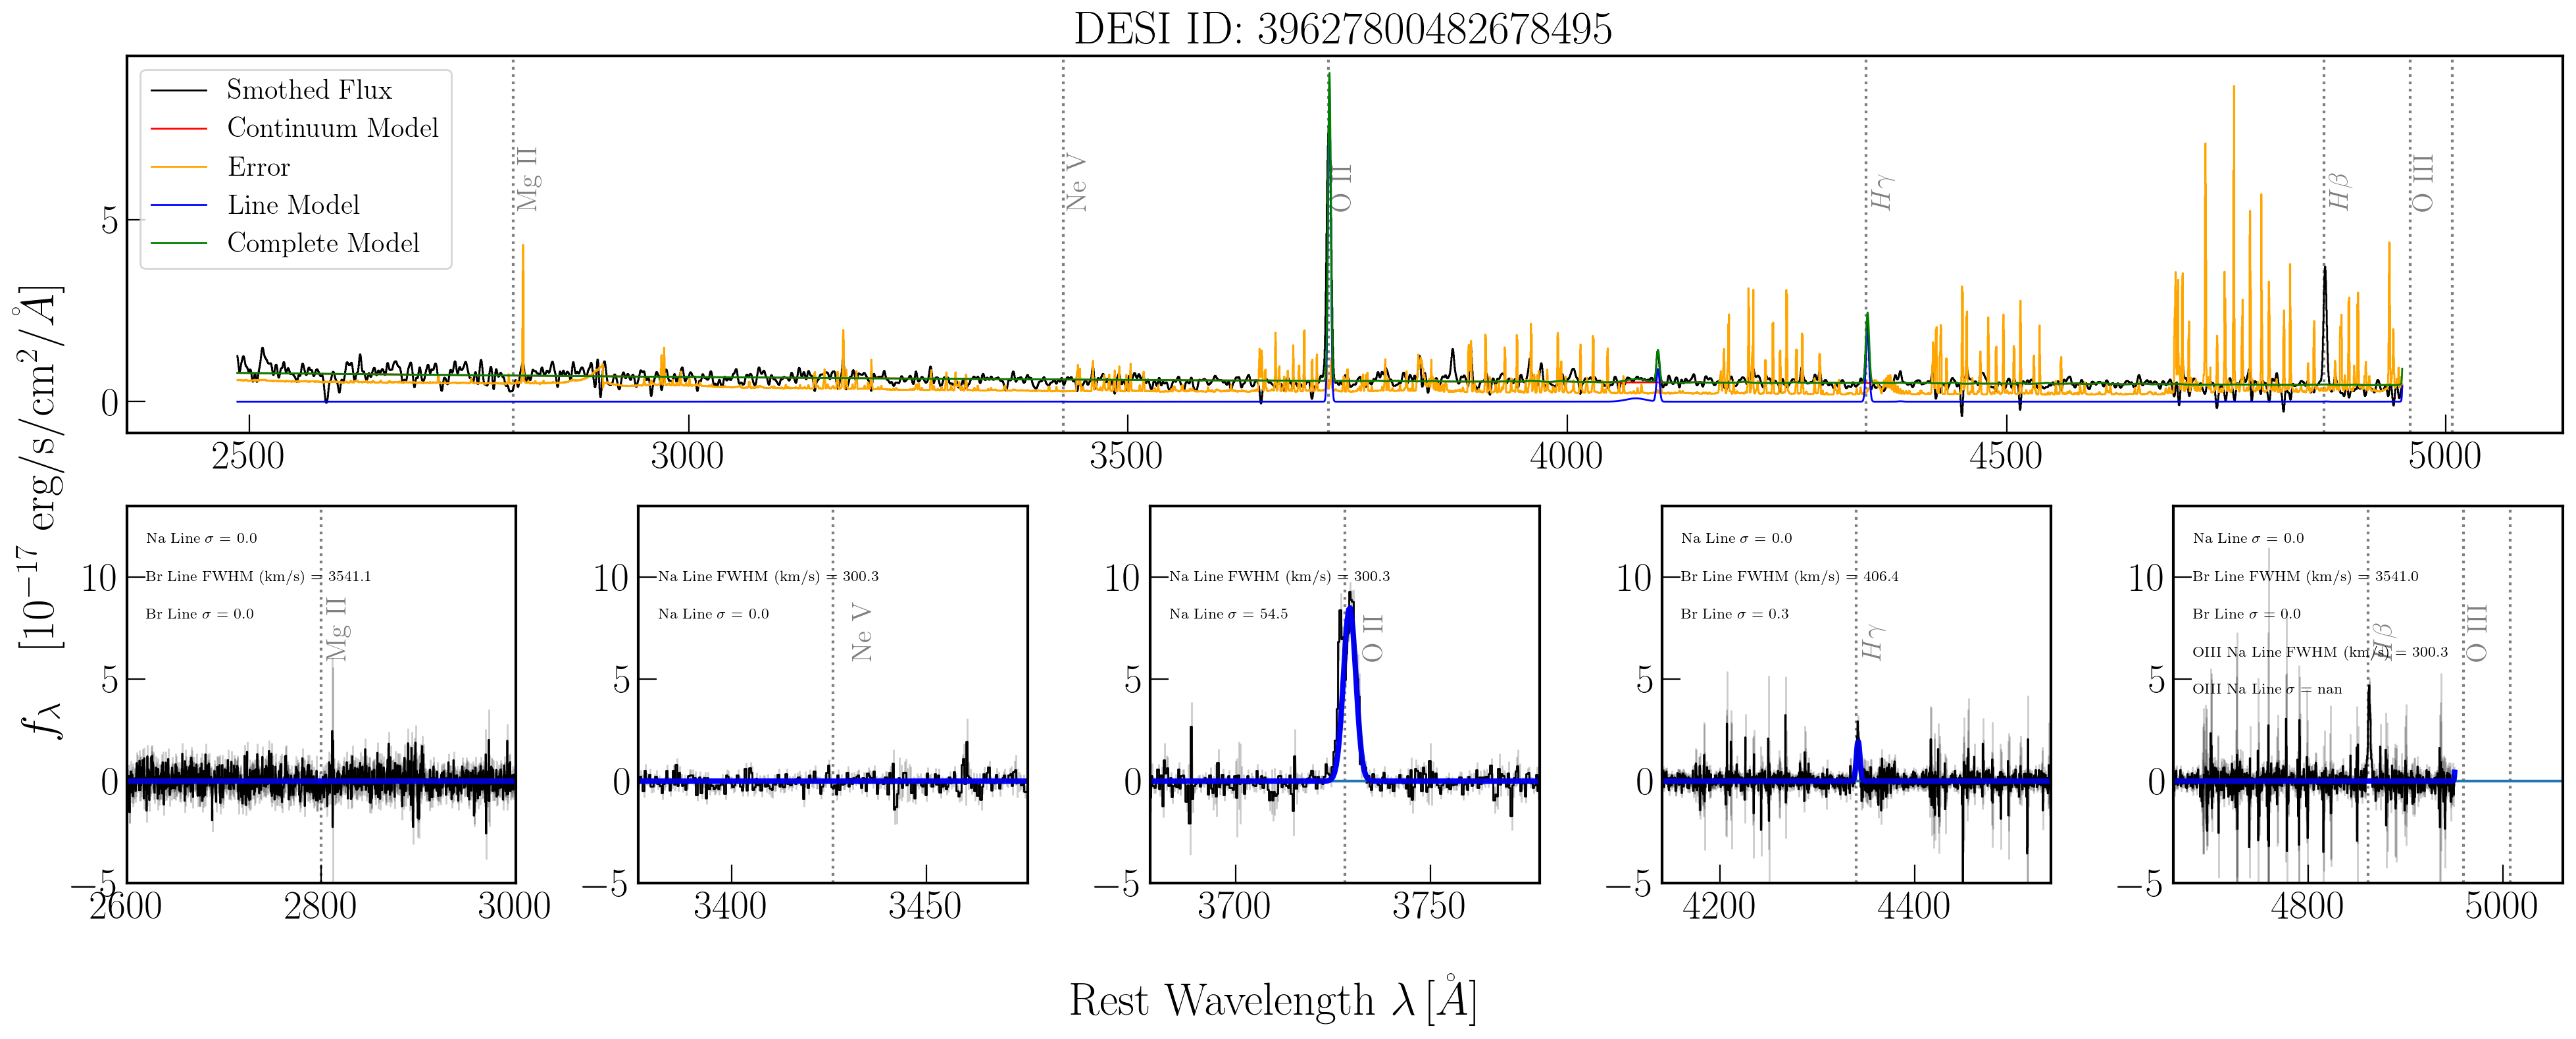 DESI ID: 39627800482678495
Smothed Flux
Continuum Model
Error
Line Model
Complete Model
Mg II
Ne V
O II
Hγ
Hβ
O III
5
0
2500 3000 3500 4000 4500 5000
f_λ [10^{-17} erg/s/cm^2/Å]
Na Line σ = 0.0
Br Line FWHM (km/s) = 3541.1
Br Line σ = 0.0
Mg II
10
5
0
−5
2600 2800 3000
Na Line FWHM (km/s) = 300.3
Na Line σ = 0.0
Ne V
10
5
0
−5
3400 3450
Na Line FWHM (km/s) = 300.3
Na Line σ = 54.5
O II
10
5
0
−5
3700 3750
Na Line σ = 0.0
Br Line FWHM (km/s) = 406.4
Br Line σ = 0.3
Hγ
10
5
0
−5
4200 4400
Na Line σ = 0.0
Br Line FWHM (km/s) = 3541.0
Br Line σ = 0.0
OIII Na Line FWHM (km/s) = 300.3
OIII Na Line σ = nan
Hβ
O III
10
5
0
−5
4800 5000
Rest Wavelength λ [Å]